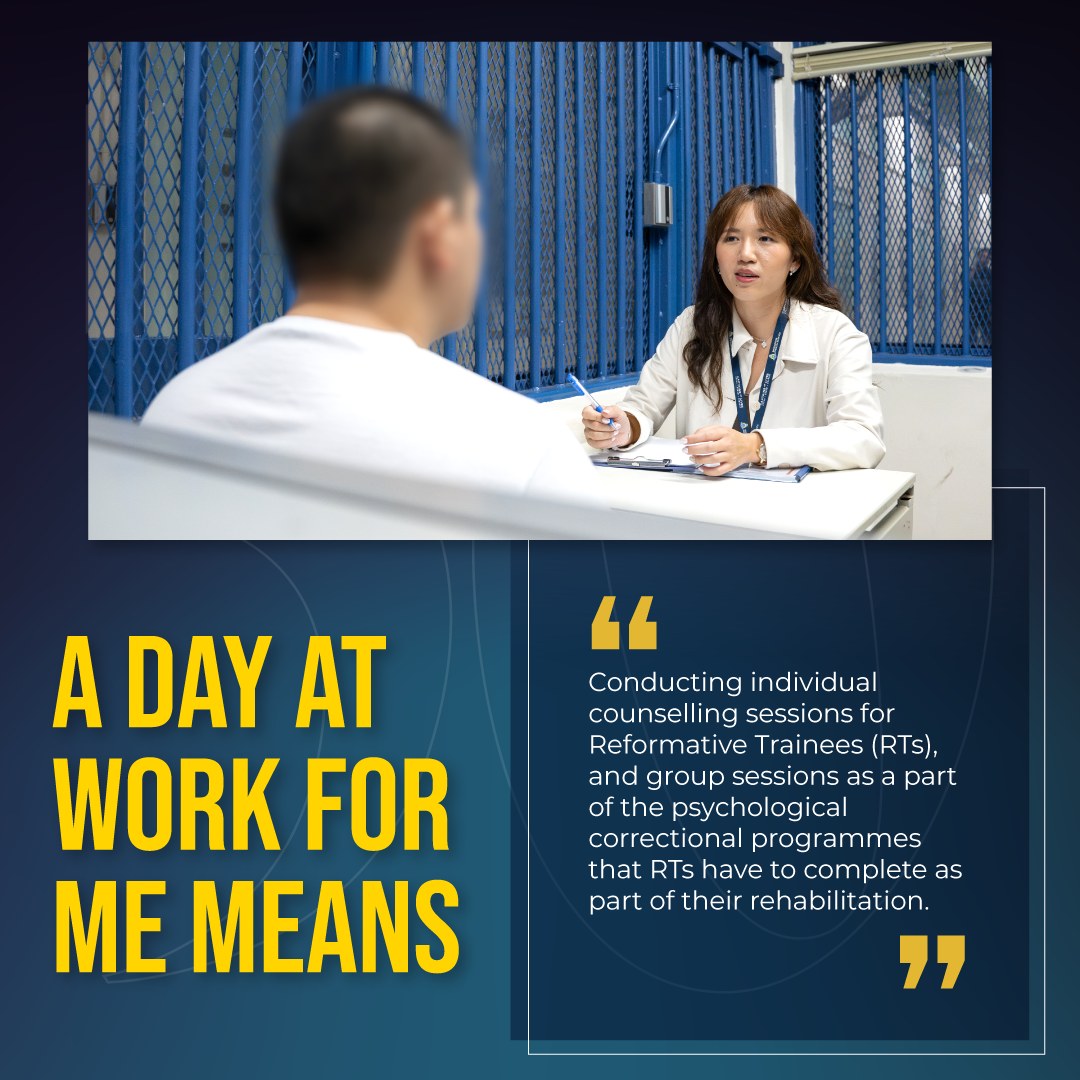 A DAY AT
WORK FOR
ME MEANS
“
Conducting individual
counselling sessions for
Reformative Trainees (RTs),
and group sessions as a part
of the psychological
correctional programmes
that RTs have to complete as
part of their rehabilitation.
”